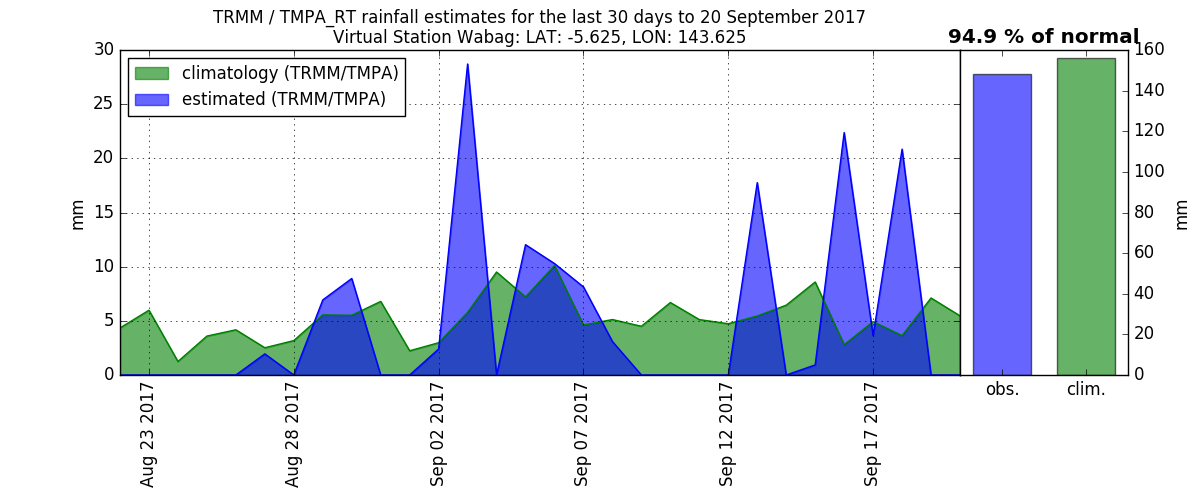 TRMM / TMPA_RT rainfall estimates for the last 30 days to 20 September 2017
Virtual Station Wabag: LAT: -5.625, LON: 143.625
94.9 % of normal
climatology (TRMM/TMPA)
estimated (TRMM/TMPA)
30
25
20
15
10
5
0
mm
Aug 23 2017
Aug 28 2017
Sep 02 2017
Sep 07 2017
Sep 12 2017
Sep 17 2017
obs.
clim.
160
140
120
100
80
60
40
20
0
mm